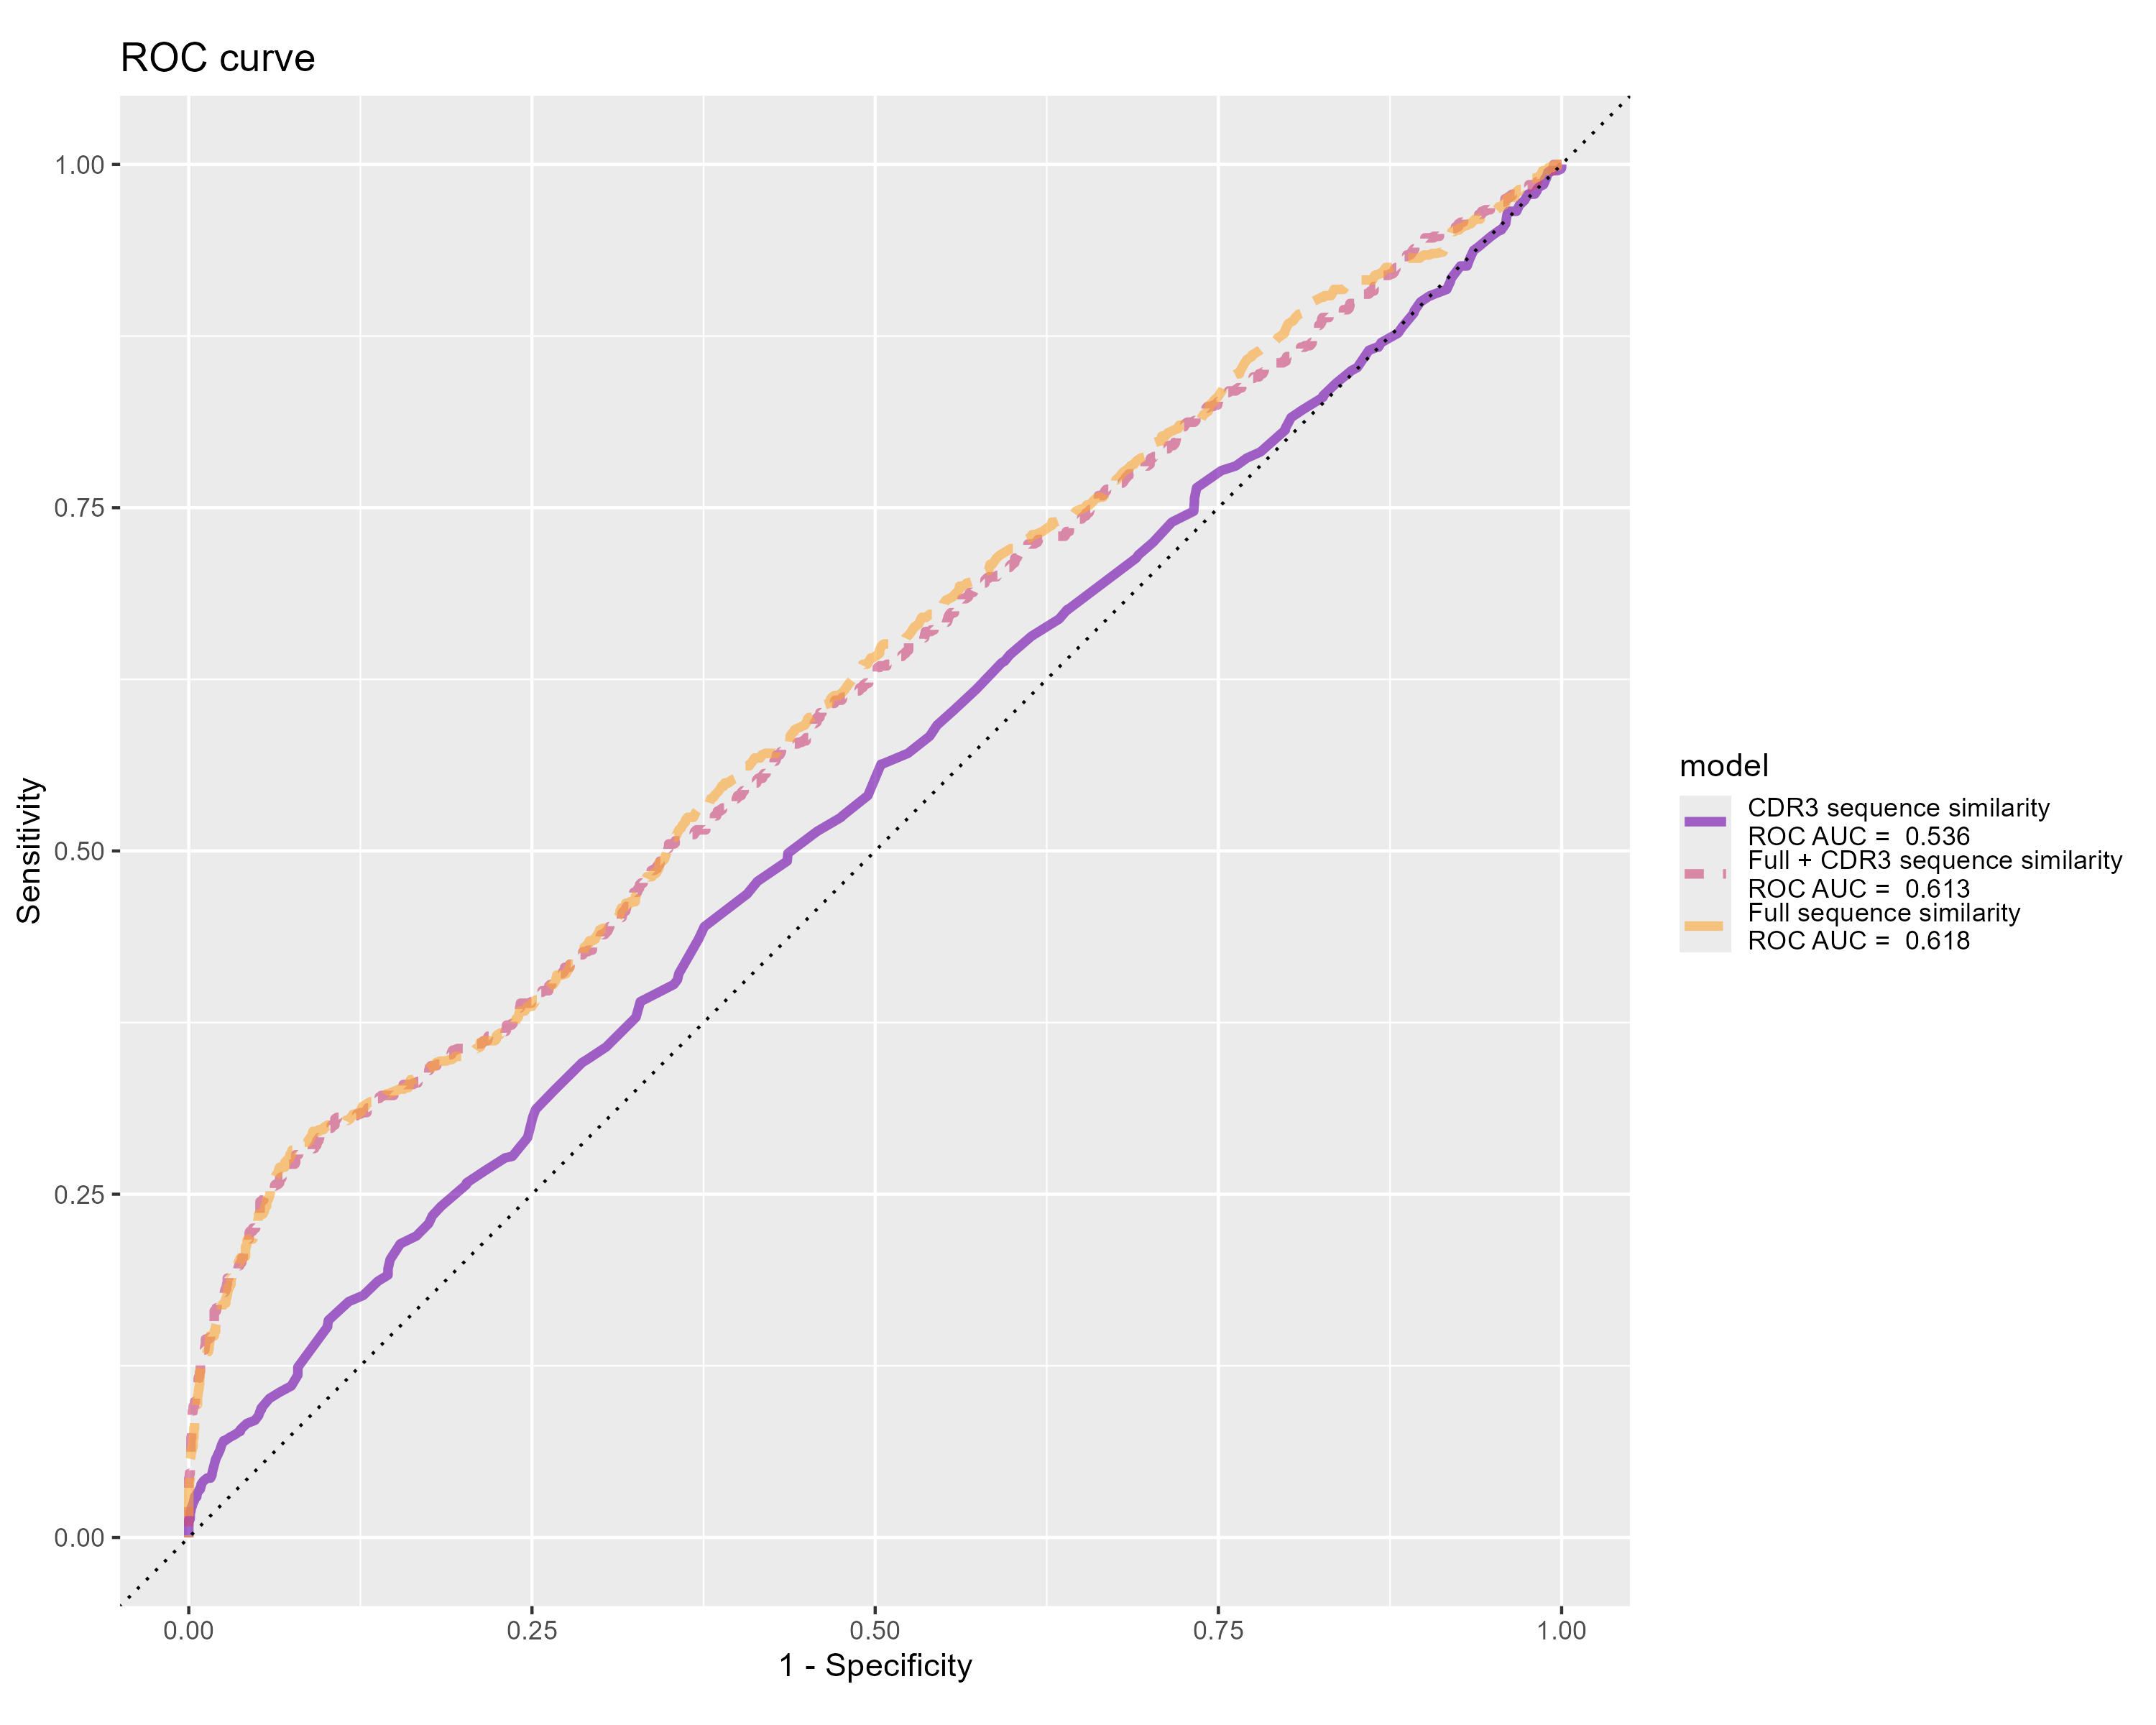 ROC curve
1.00
0.75
0.50
0.25
0.00
Sensitivity
0.00
0.25
0.50
0.75
1.00
1 - Specificity
model
CDR3 sequence similarity
ROC AUC = 0.536
Full + CDR3 sequence similarity
ROC AUC = 0.613
Full sequence similarity
ROC AUC = 0.618